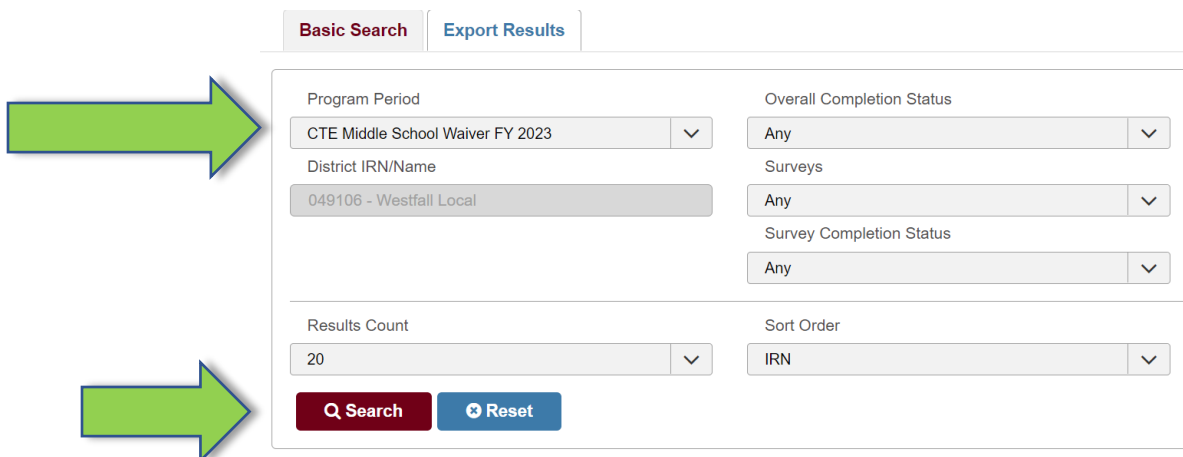 Basic Search
Export Results
Program Period
Overall Completion Status
CTE Middle School Waiver FY 2023
Any
District IRN/Name
Surveys
049106 - Westfall Local
Any
Survey Completion Status
Any
Results Count
Sort Order
20
IRN
Search
Reset